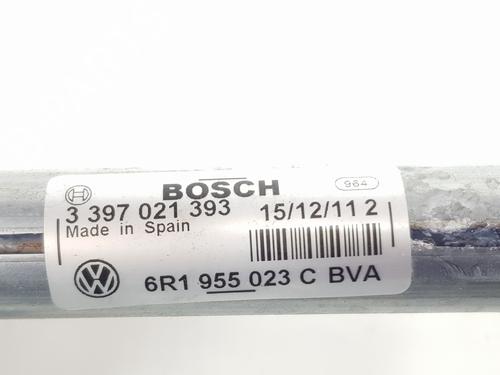 BOSCH 964
3 397 021 393 15/12/11 2
Made in Spain
6R1 955 023 C BVA